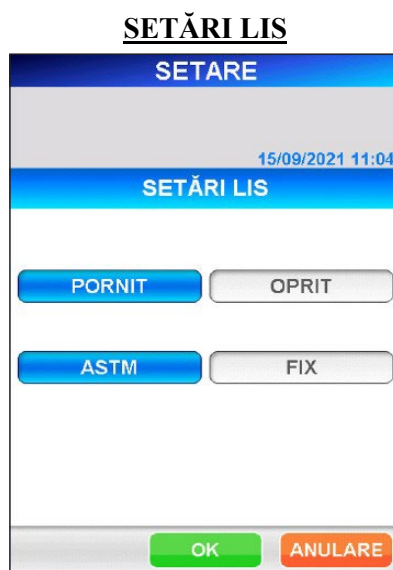 SETĂRI LIS
SETARE
15/09/2021 11:04
SETĂRI LIS
PORNIT OPRIT
ASTM FIX
OK ANULARE